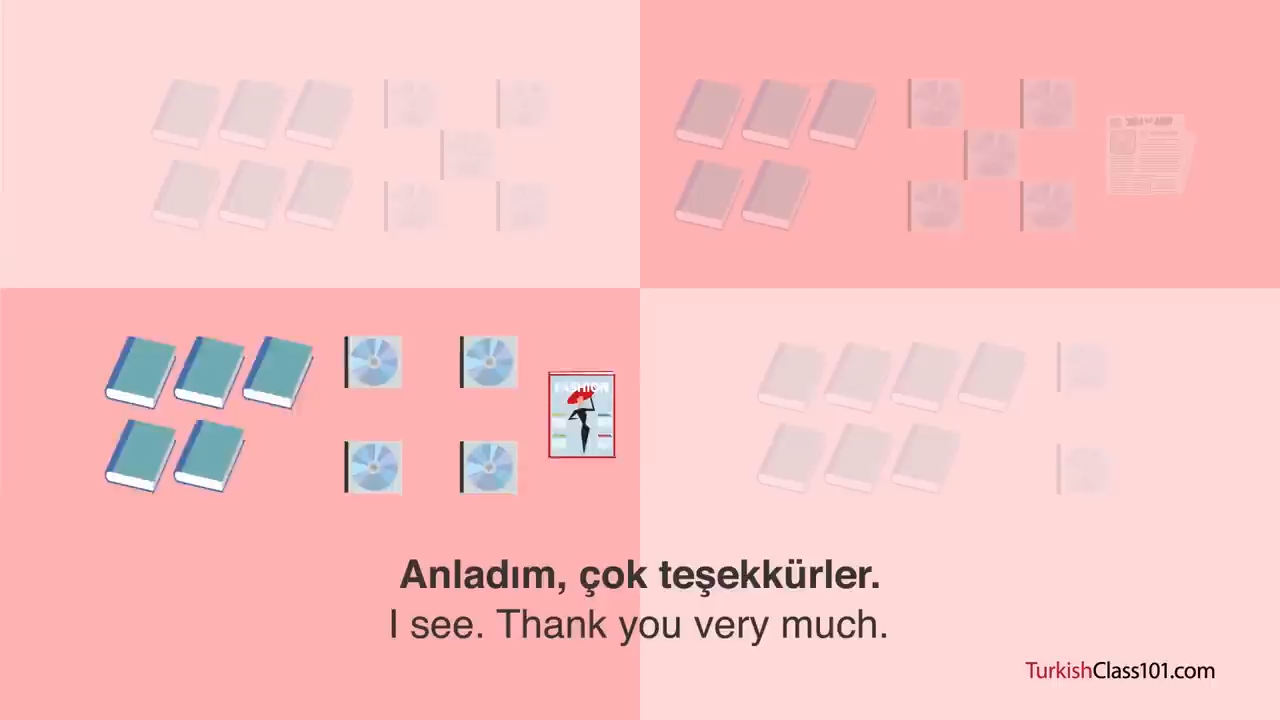 FASHION
Anladım, çok teşekkürler.
I see. Thank you very much.
TurkishClass101.com